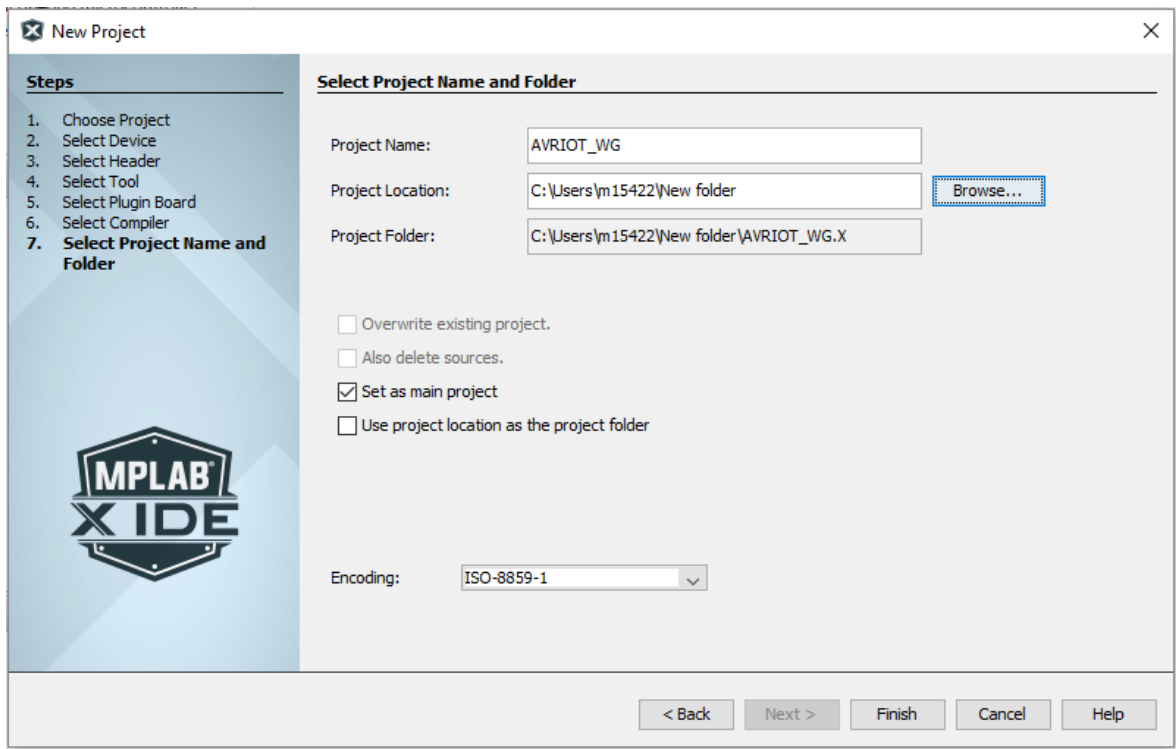 New Project
Steps
1. Choose Project
2. Select Device
3. Select Header
4. Select Tool
5. Select Plugin Board
6. Select Compiler
7. Select Project Name and
Folder
MPLAB
X IDE
Select Project Name and Folder
Project Name: AVRIOT_WG
Project Location: C:\Users\m15422\New folder Browse...
Project Folder: C:\Users\m15422\New folder\AVRIOT_WG.X
Overwrite existing project.
Also delete sources.
Set as main project
Use project location as the project folder
Encoding: ISO-8859-1
< Back Next > Finish Cancel Help